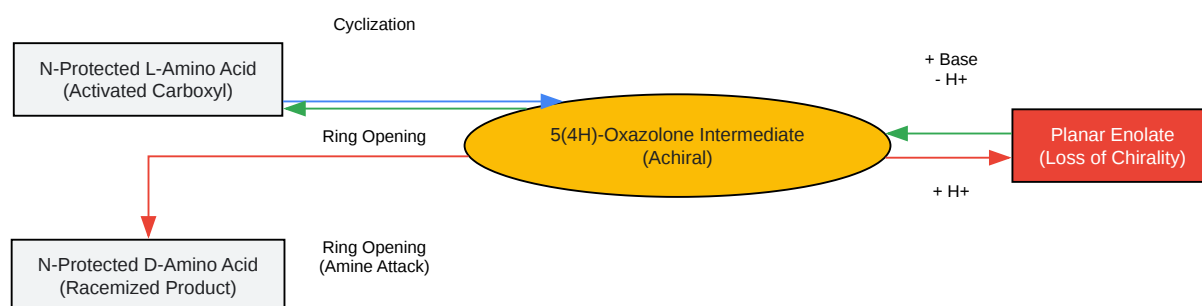 Cyclization
N-Protected L-Amino Acid
(Activated Carboxyl)
+ Base
- H+
Ring Opening
5(4H)-Oxazolone Intermediate
(Achiral)
Planar Enolate
(Loss of Chirality)
+ H+
N-Protected D-Amino Acid
(Racemized Product)
Ring Opening
(Amine Attack)